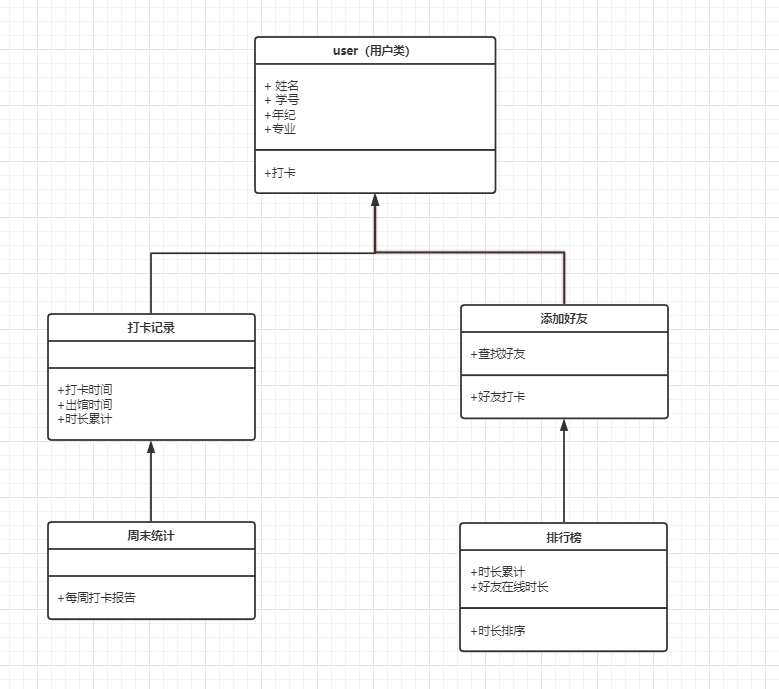 user（用户类）
+ 姓名
+ 学号
+年纪
+专业
+打卡
打卡记录
+打卡时间
+出馆时间
+时长累计
添加好友
+查找好友
+好友打卡
周末统计
+每周打卡报告
排行榜
+时长累计
+好友在线时长
+时长排序